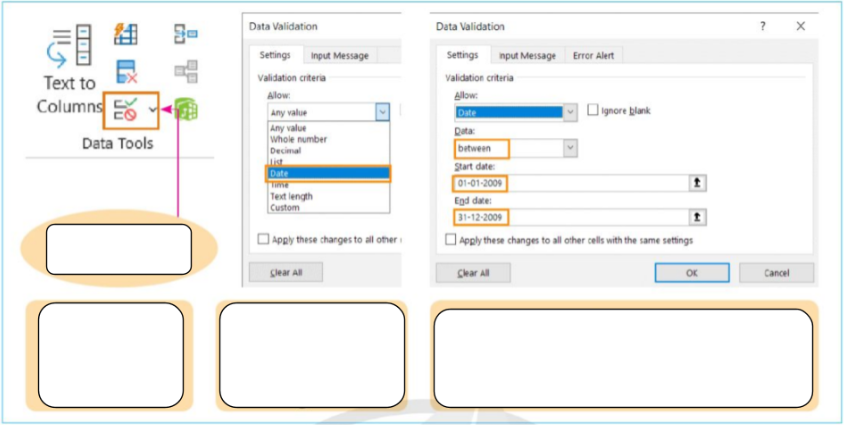 Text to
Columns
Data Tools
Data Validation
Settings
Input Message
Validation criteria
Allow:
Any value
Any value
Whole number
Decimal
List
Date
Time
Text length
Custom
Apply these changes to all other
Clear All
Data Validation
?
X
Settings
Input Message
Error Alert
Validation criteria
Allow:
Date
Ignore blank
Data:
between
Start date:
01-01-2009
End date:
31-12-2009
Apply these changes to all other cells with the same settings
Clear All
OK
Cancel